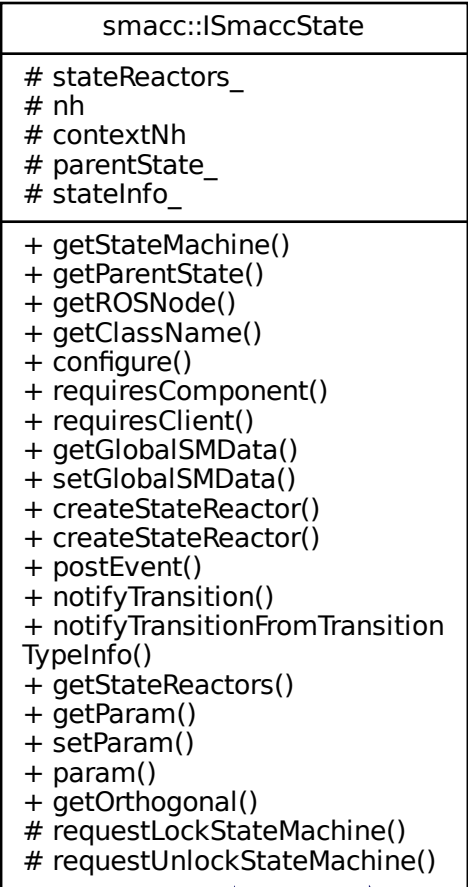 smacc::ISmaccState
# stateReactors_
# nh
# contextNh
# parentState_
# stateInfo_
+ getStateMachine()
+ getParentState()
+ getROSNode()
+ getClassName()
+ configure()
+ requiresComponent()
+ requiresClient()
+ getGlobalSMData()
+ setGlobalSMData()
+ createStateReactor()
+ createStateReactor()
+ postEvent()
+ notifyTransition()
+ notifyTransitionFromTransition
TypeInfo()
+ getStateReactors()
+ getParam()
+ setParam()
+ param()
+ getOrthogonal()
# requestLockStateMachine()
# requestUnlockStateMachine()